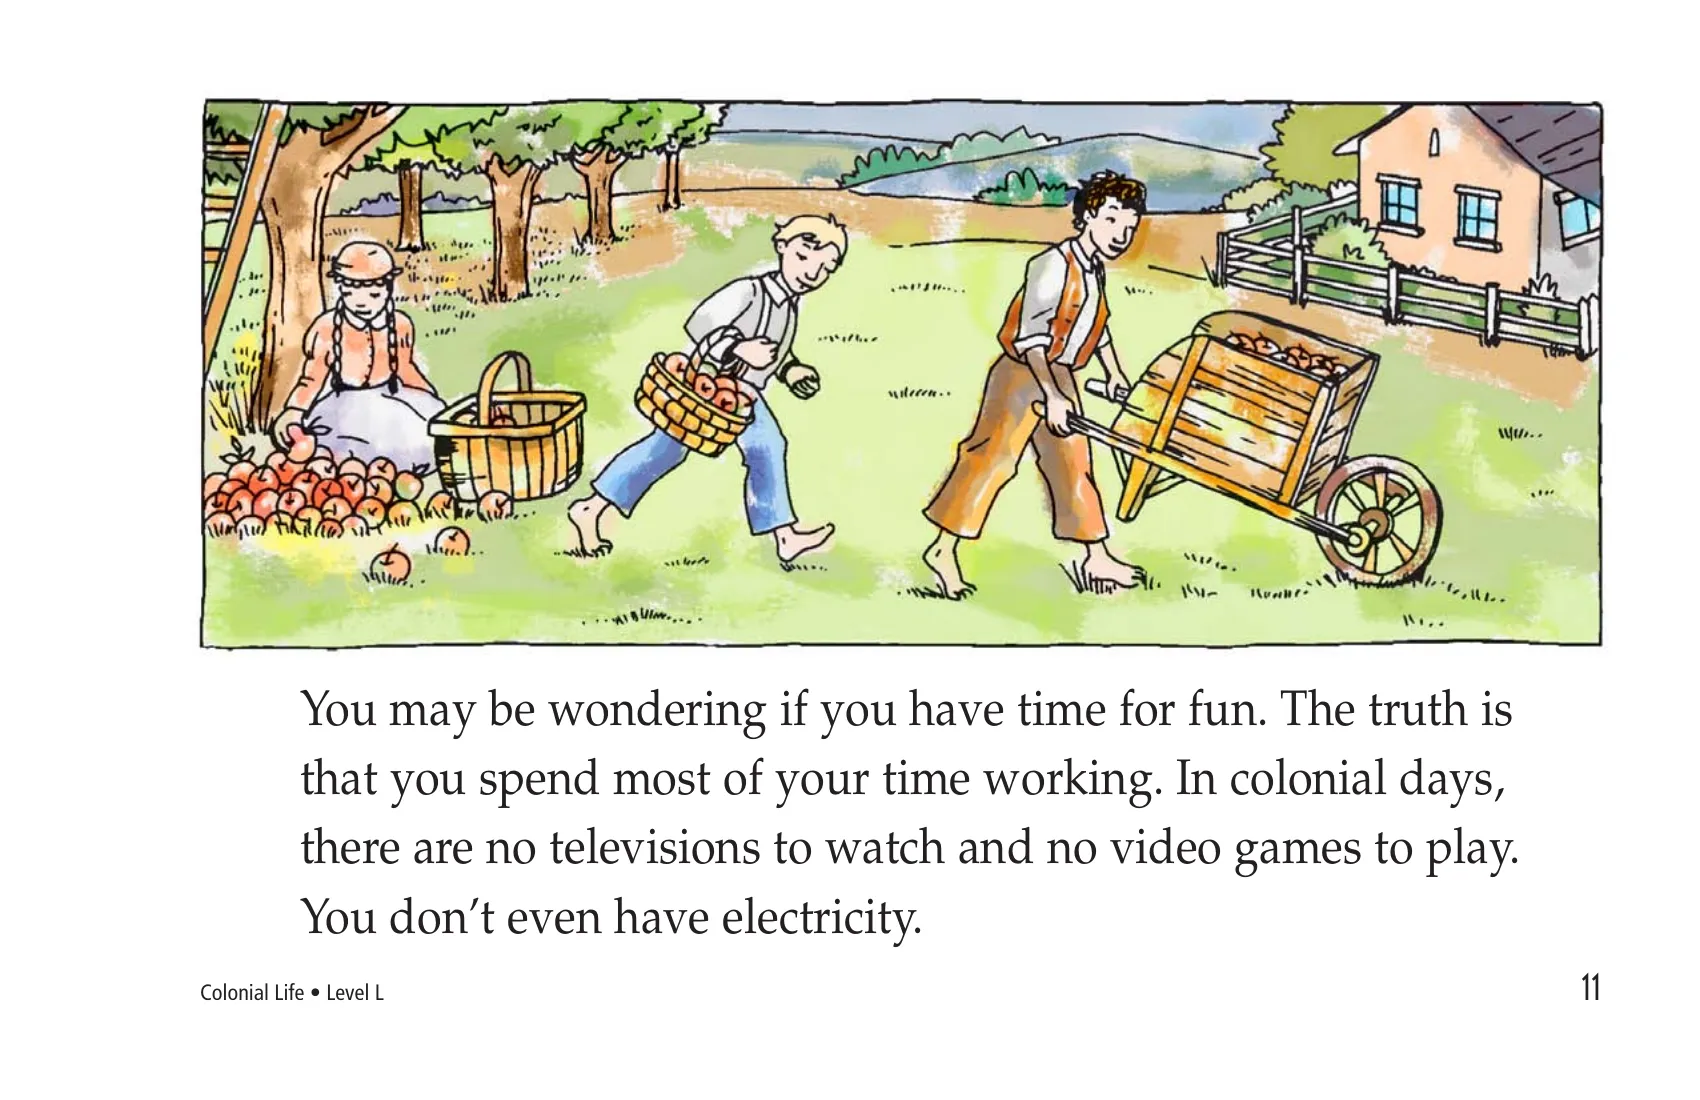 You may be wondering if you have time for fun. The truth is
that you spend most of your time working. In colonial days,
there are no televisions to watch and no video games to play.
You don’t even have electricity.
Colonial Life • Level L
11